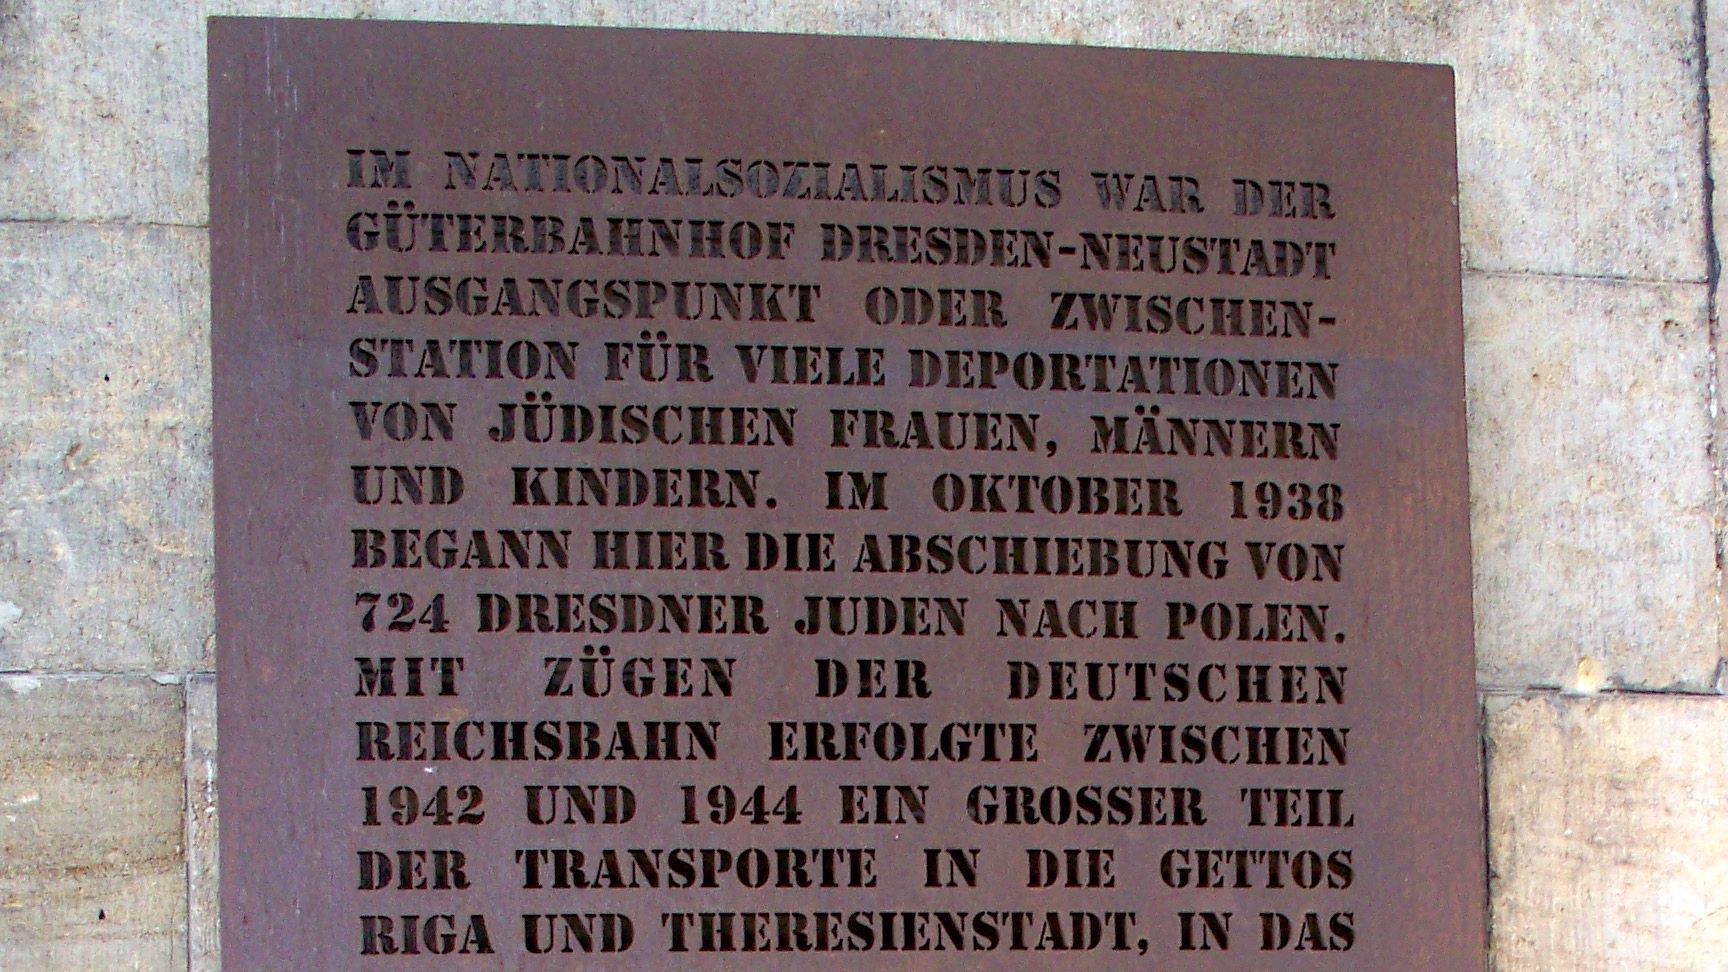 IM NATIONALSOZIALISMUS WAR DER
GÜTERBAHNHOF DRESDEN-NEUSTADT
AUSGANGSPUNKT ODER ZWISCHEN-
STATION FÜR VIELE DEPORTATIONEN
VON JÜDISCHEN FRAUEN, MÄNNERN
UND KINDERN. IM OKTOBER 1938
BEGANN HIER DIE ABSCHIEBUNG VON
724 DRESDNER JUDEN NACH POLEN.
MIT ZÜGEN DER DEUTSCHEN
REICHSBAHN ERFOLGTE ZWISCHEN
1942 UND 1944 EIN GROSSER TEIL
DER TRANSPORTE IN DIE GETTOS
RIGA UND THERESIENSTADT, IN DAS